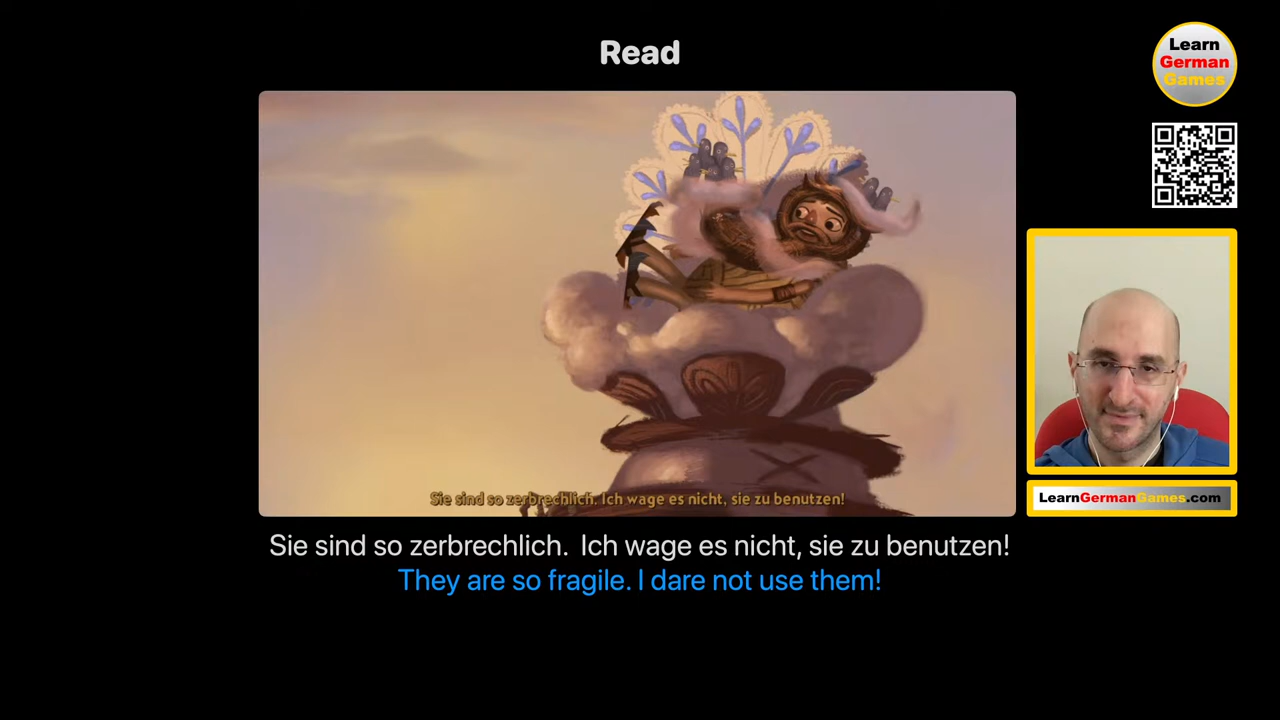 Read
Learn
German
Games
Sie sind so zerbrechlich. Ich wage es nicht, sie zu benutzen!
LearnGermanGames.com
Sie sind so zerbrechlich. Ich wage es nicht, sie zu benutzen!
They are so fragile. I dare not use them!